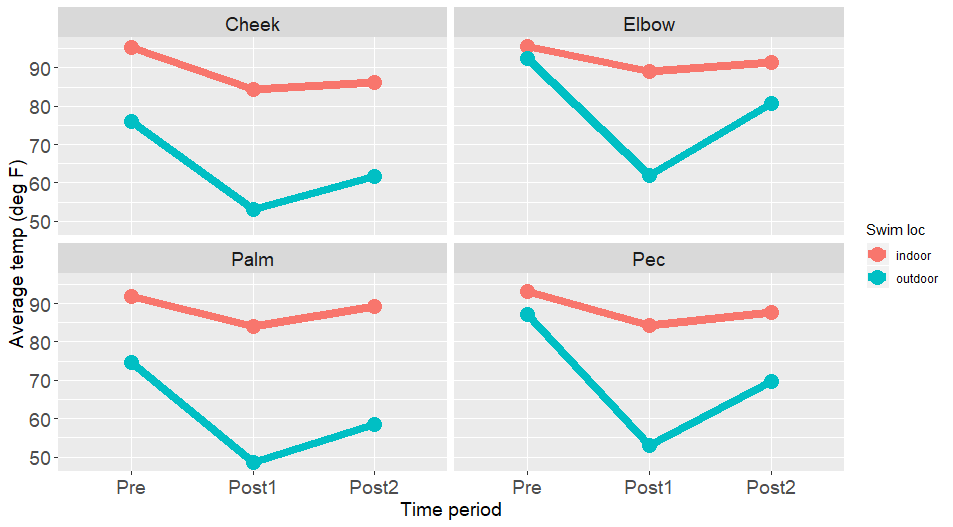 Cheek
Elbow
90
80
70
60
50
Palm
Pec
90
80
70
60
50
Average temp (deg F)
Pre
Post1
Post2
Pre
Post1
Post2
Time period
Swim loc
indoor
outdoor